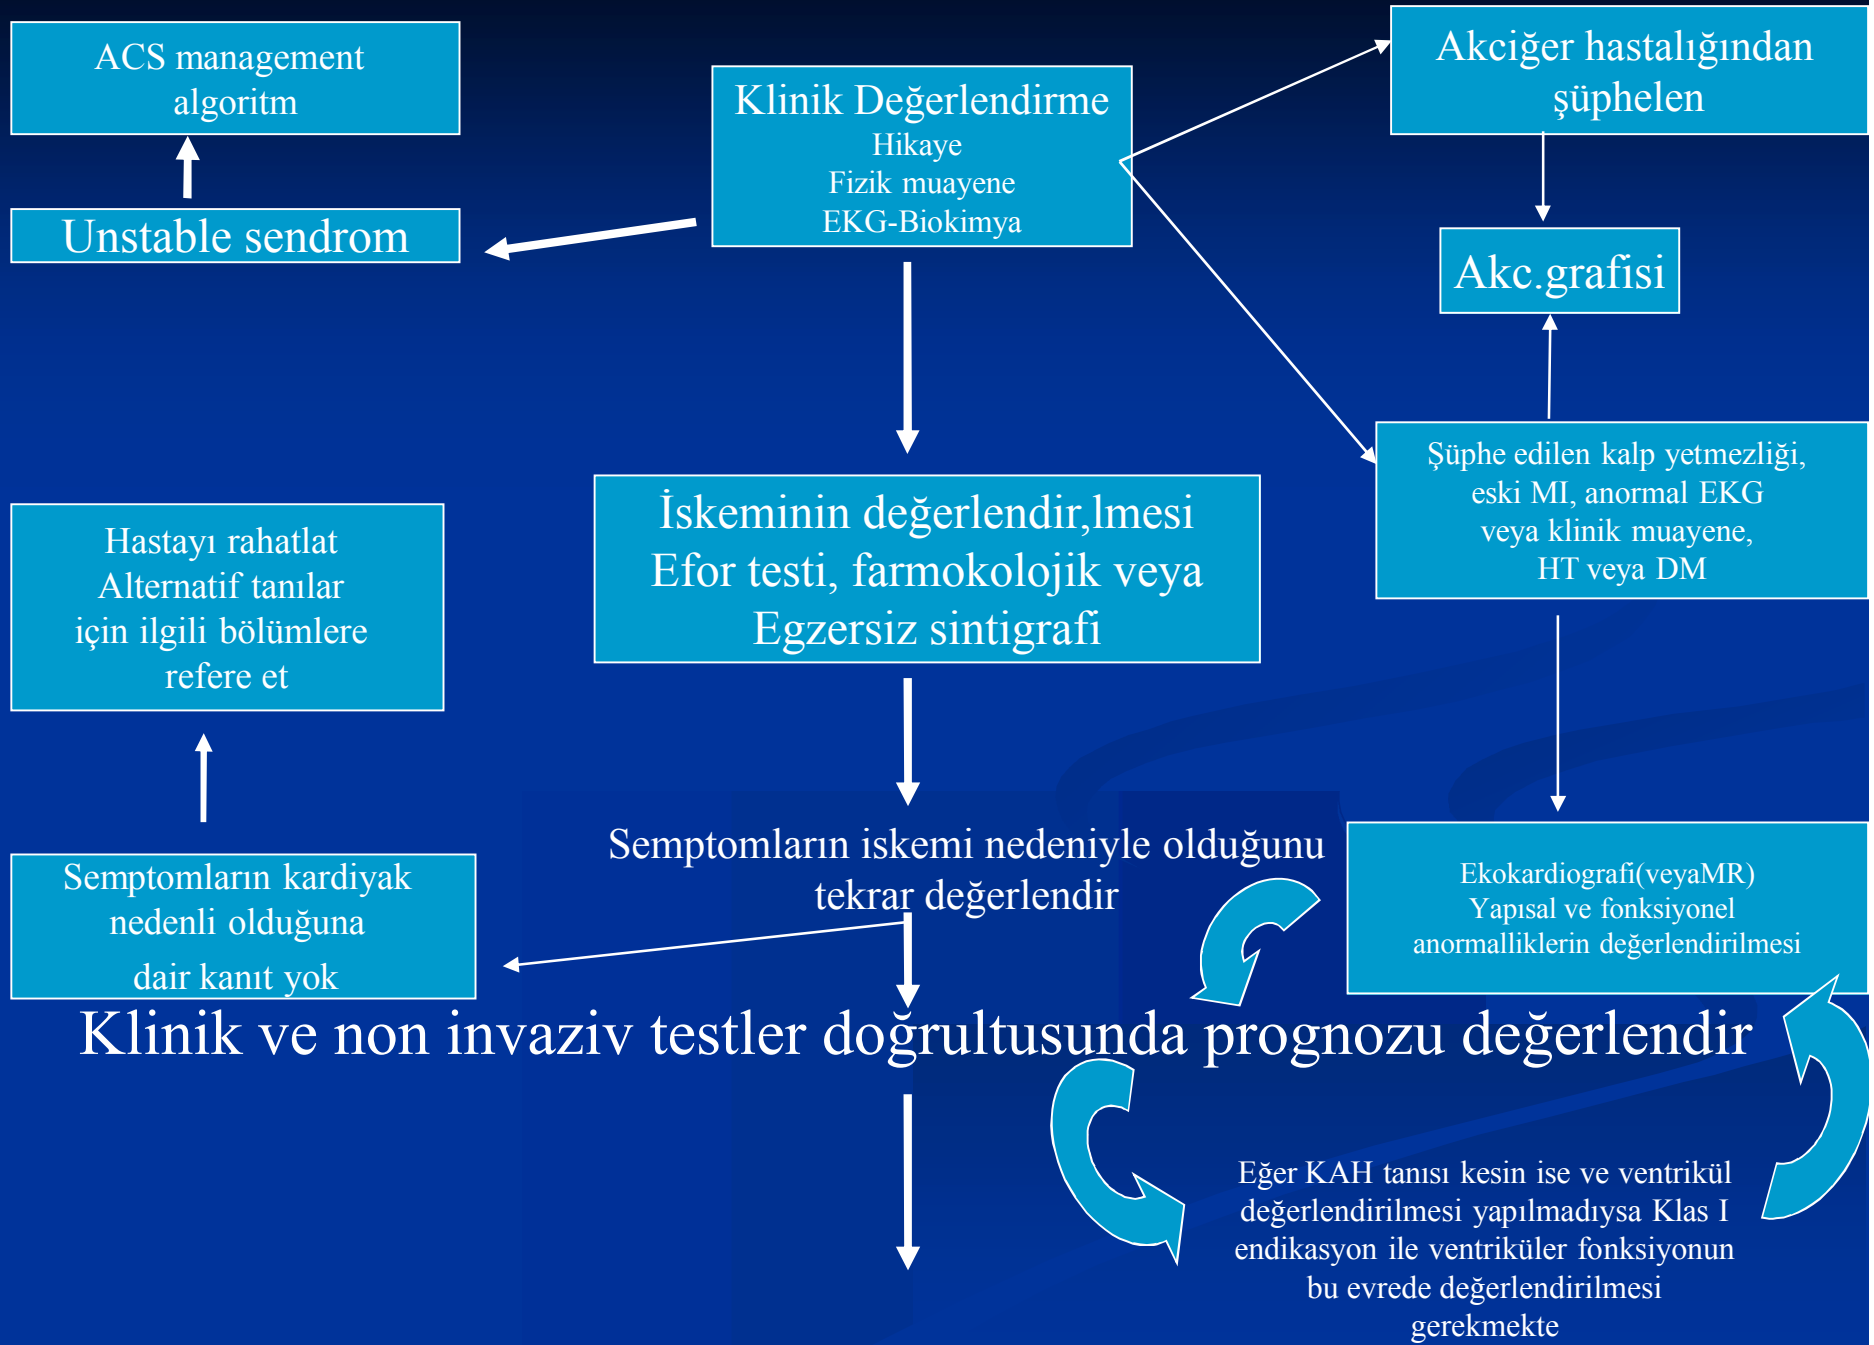 ACS management
algoritm
Unstable sendrom
Klinik Değerlendirme
Hikaye
Fizik muayene
EKG-Biokimya
Akciğer hastalığından
şüphelen
Akc.grafisi
Şüphe edilen kalp yetmezliği,
eski MI, anormal EKG
veya klinik muayene,
HT veya DM
İskeminin değerlendir,lmesi
Efor testi, farmokolojik veya
Egzersiz sintigrafi
Hastayı rahatlat
Alternatif tanılar
için ilgili bölümlere
refere et
Semptomların iskemi nedeniyle olduğunu
tekrar değerlendir
Semptomların kardiyak
nedenli olduğuna
dair kanıt yok
Ekokardiografi(veyaMR)
Yapısal ve fonksiyonel
anormalliklerin değerlendirilmesi
Klinik ve non invaziv testler doğrultusunda prognozu değerlendir
Eğer KAH tanısı kesin ise ve ventrikül
değerlendirilmesi yapılmadıysa Klas I
endikasyon ile ventriküler fonksiyonun
bu evrede değerlendirilmesi
gerekmekte